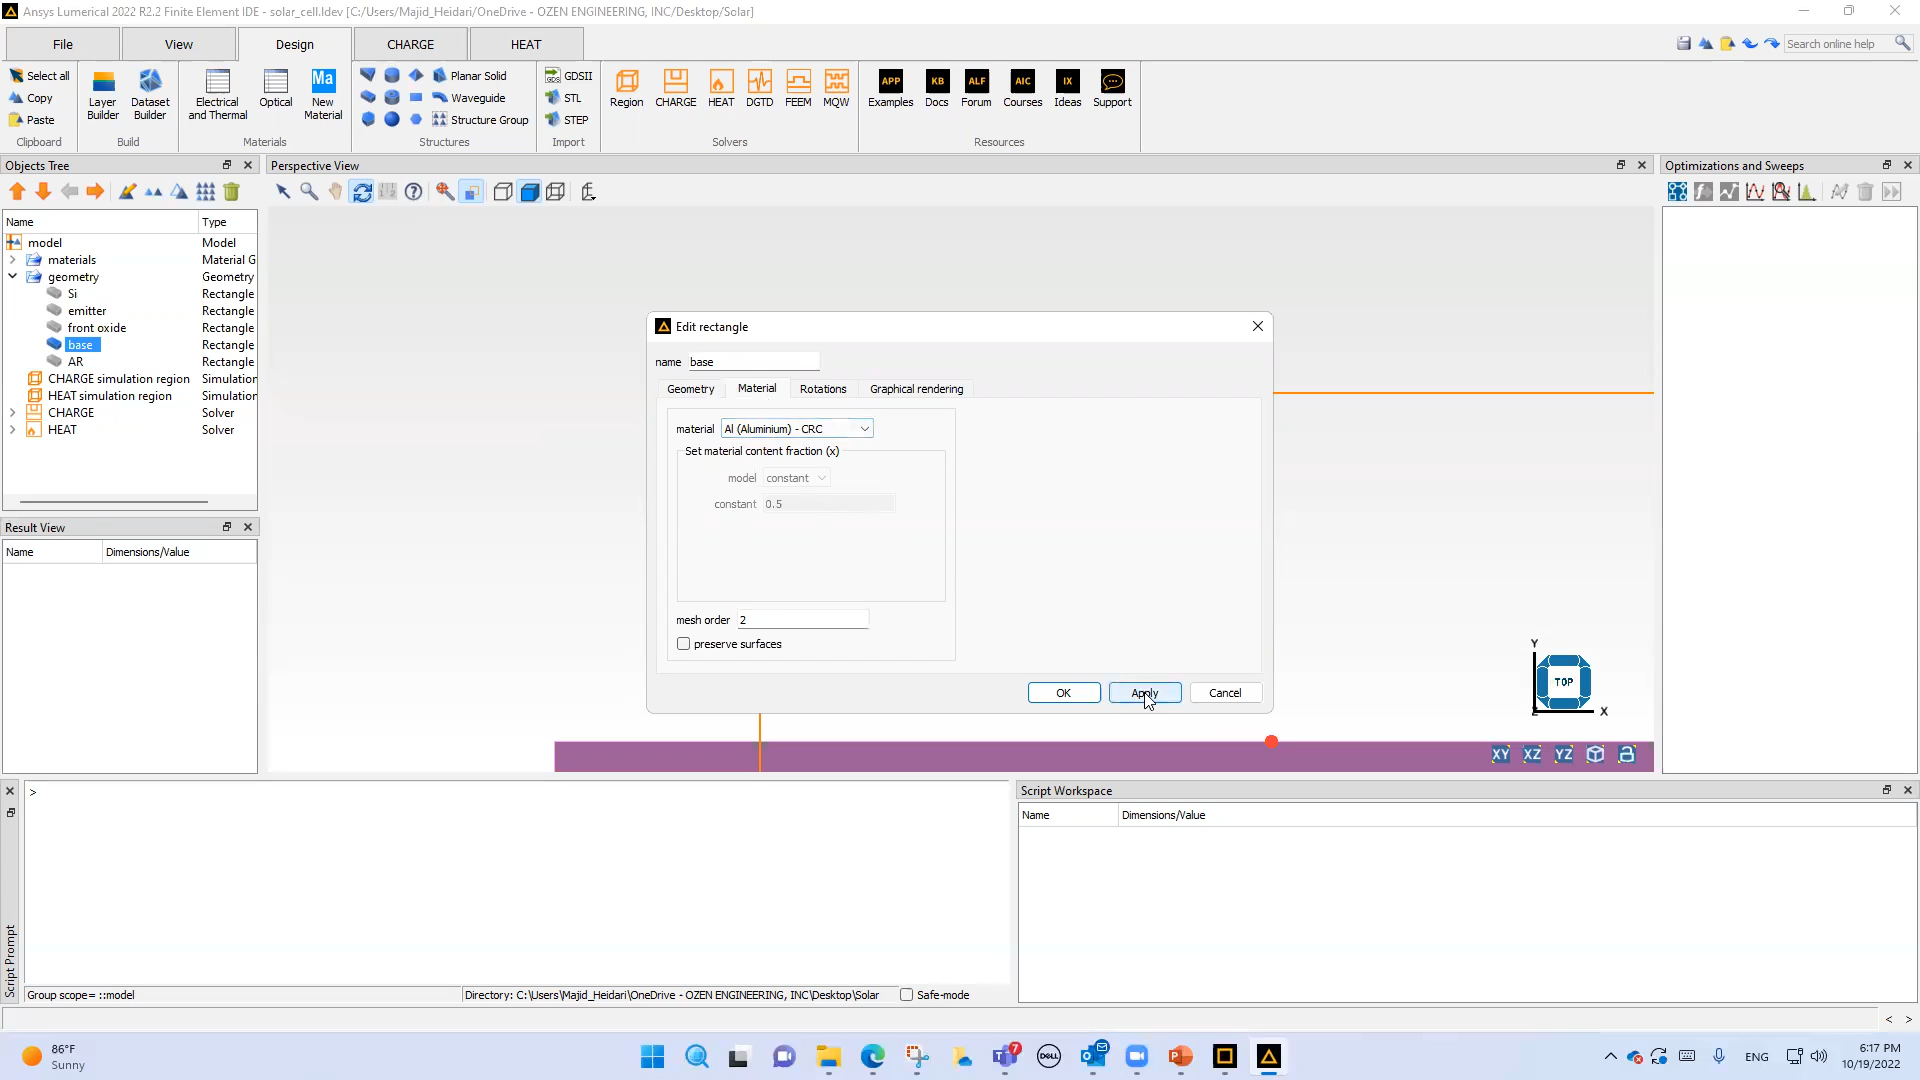 Ansys Lumerical 2022 R2.2 Finite Element IDE - solar_cell.ldev [C:/Users/Majid_Heidari/OneDrive - OZEN ENGINEERING, INC/Desktop/Solar]
File View Design CHARGE HEAT
Search online help
Select all
Copy
Paste
Clipboard
Layer Builder
Dataset Builder
Build
Electrical and Thermal
Optical
Ma
New Material
Materials
Planar Solid
Waveguide
Structure Group
Structures
GDSII
STL
STEP
Import
Region CHARGE HEAT DGTD FEEM MQW
Solvers
APP KB ALF AIC IX
Examples Docs Forum Courses Ideas Support
Resources
Objects Tree
Name Type
model Model
materials Material G
geometry Geometry
Si Rectangle
emitter Rectangle
front oxide Rectangle
base Rectangle
AR Rectangle
CHARGE simulation region Simulation
HEAT simulation region Simulation
CHARGE Solver
HEAT Solver
Result View
Name Dimensions/Value
Perspective View
Edit rectangle
name base
Geometry Material Rotations Graphical rendering
material Al (Aluminium) - CRC
Set material content fraction (x)
model constant
constant 0.5
mesh order 2
preserve surfaces
OK Apply Cancel
Y
TOP
Z X
XY XZ YZ
Optimizations and Sweeps
>
Script Prompt
Group scope= ::model
Directory: C:\Users\Majid_Heidari\OneDrive - OZEN ENGINEERING, INC\Desktop\Solar
Safe-mode
Script Workspace
Name Dimensions/Value
< >
86°F
Sunny
7
DELL
ENG
6:17 PM
10/19/2022